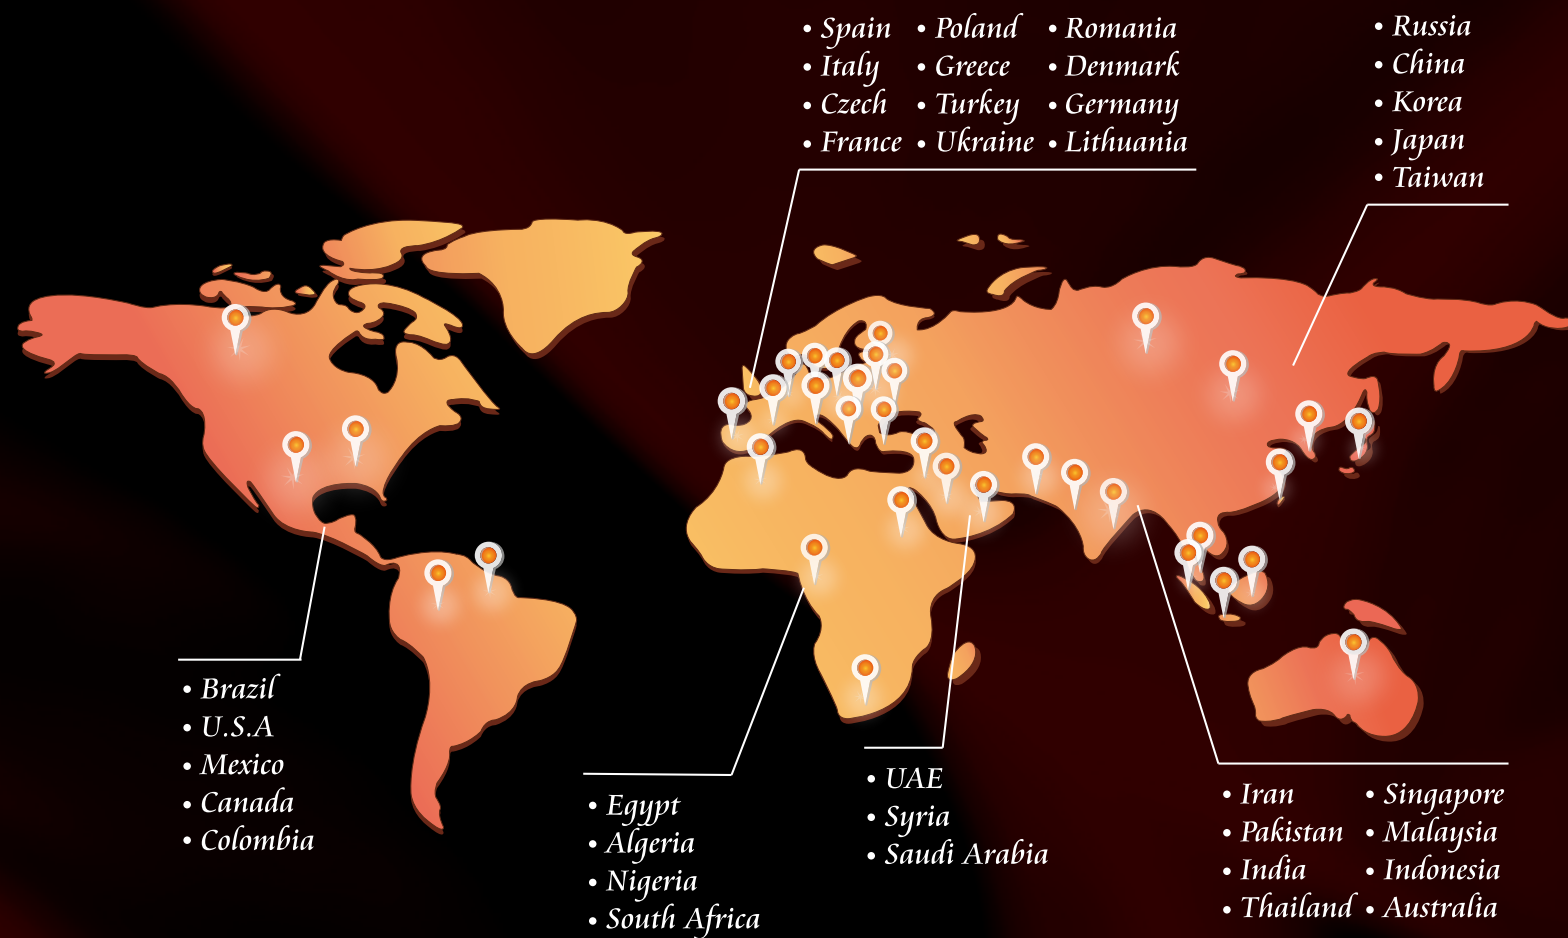 • Spain • Poland • Romania
• Italy • Greece • Denmark
• Czech • Turkey • Germany
• France • Ukraine • Lithuania
• Russia
• China
• Korea
• Japan
• Taiwan
• Brazil
• U.S.A
• Mexico
• Canada
• Colombia
• Egypt
• Algeria
• Nigeria
• South Africa
• UAE
• Syria
• Saudi Arabia
• Iran • Singapore
• Pakistan • Malaysia
• India • Indonesia
• Thailand • Australia